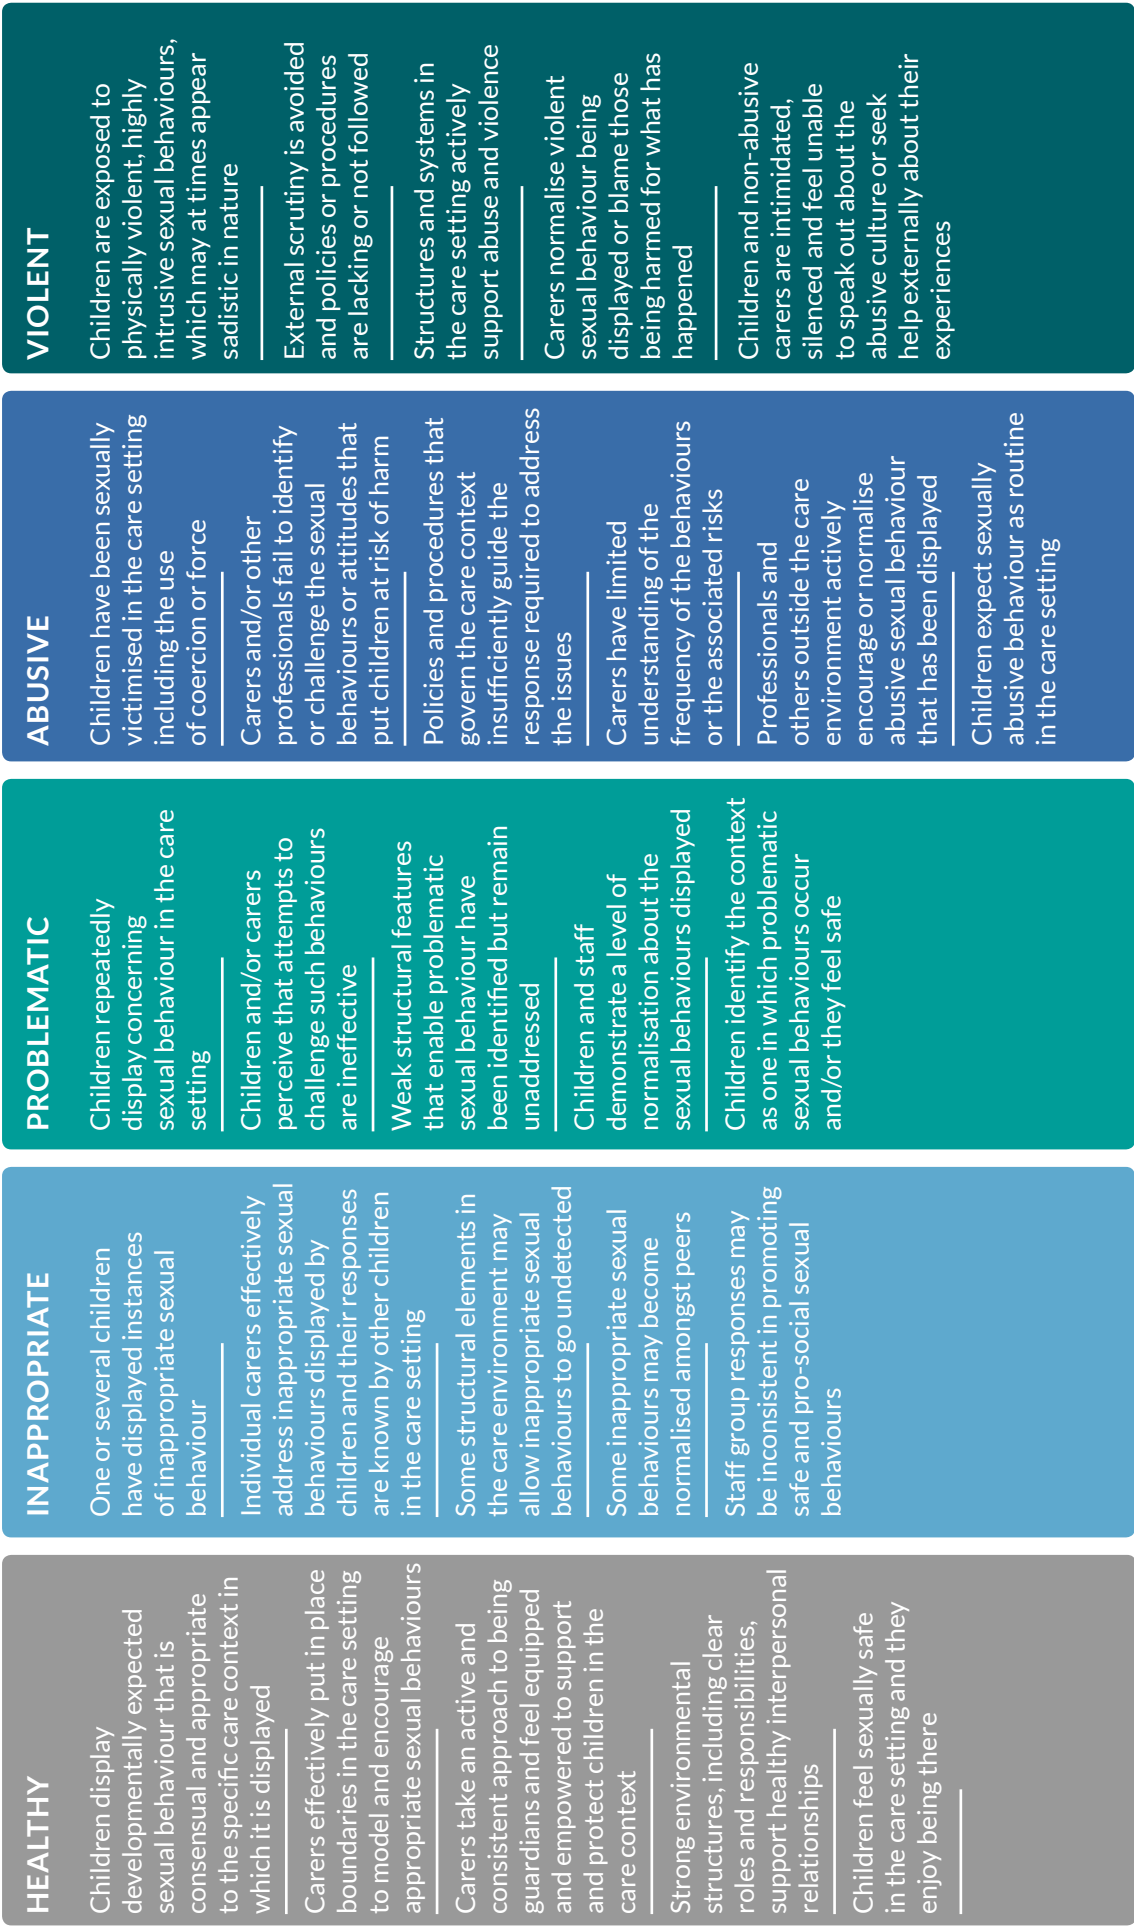 HEALTHY
Children display
developmentally expected
sexual behaviour that is
consensual and appropriate
to the specific care context in
which it is displayed
Carers effectively put in place
boundaries in the care setting
to model and encourage
appropriate sexual behaviours
Carers take an active and
consistent approach to being
guardians and feel equipped
and empowered to support
and protect children in the
care context
Strong environmental
structures, including clear
roles and responsibilities,
support healthy interpersonal
relationships
Children feel sexually safe
in the care setting and they
enjoy being there
INAPPROPRIATE
One or several children
have displayed instances
of inappropriate sexual
behaviour
Individual carers effectively
address inappropriate sexual
behaviours displayed by
children and their responses
are known by other children
in the care setting
Some structural elements in
the care environment may
allow inappropriate sexual
behaviours to go undetected
Some inappropriate sexual
behaviours may become
normalised amongst peers
Staff group responses may
be inconsistent in promoting
safe and pro-social sexual
behaviours
PROBLEMATIC
Children repeatedly
display concerning
sexual behaviour in the care
setting
Children and/or carers
perceive that attempts to
challenge such behaviours
are ineffective
Weak structural features
that enable problematic
sexual behaviour have
been identified but remain
unaddressed
Children and staff
demonstrate a level of
normalisation about the
sexual behaviours displayed
Children identify the context
as one in which problematic
sexual behaviours occur
and/or they feel safe
ABUSIVE
Children have been sexually
victimised in the care setting
including the use
of coercion or force
Carers and/or other
professionals fail to identify
or challenge the sexual
behaviours or attitudes that
put children at risk of harm
Policies and procedures that
govern the care context
insufficiently guide the
response required to address
the issues
Carers have limited
understanding of the
frequency of the behaviours
or the associated risks
Professionals and
others outside the care
environment actively
encourage or normalise
abusive sexual behaviour
that has been displayed
Children expect sexually
abusive behaviour as routine
in the care setting
VIOLENT
Children are exposed to
physically violent, highly
intrusive sexual behaviours,
which may at times appear
sadistic in nature
External scrutiny is avoided
and policies or procedures
are lacking or not followed
Structures and systems in
the care setting actively
support abuse and violence
Carers normalise violent
sexual behaviour being
displayed or blame those
being harmed for what has
happened
Children and non-abusive
carers are intimidated,
silenced and feel unable
to speak out about the
abusive culture or seek
help externally about their
experiences